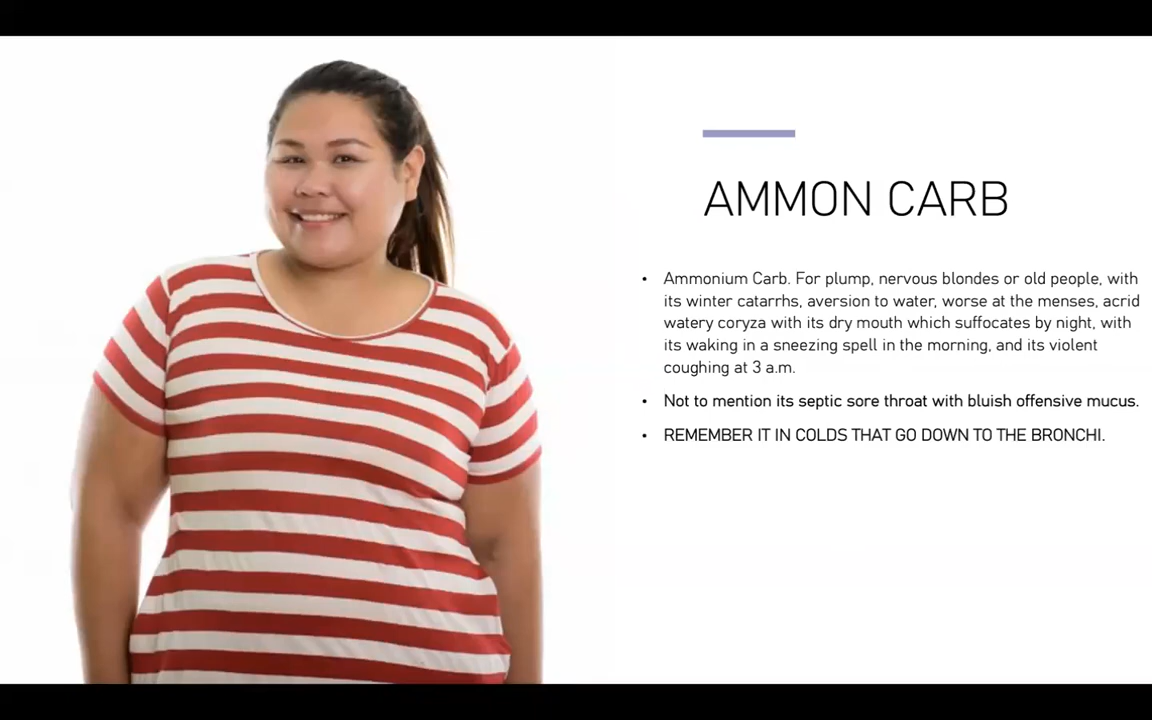 AMMON CARB
• Ammonium Carb. For plump, nervous blondes or old people, with
its winter catarrhs, aversion to water, worse at the menses, acrid
watery coryza with its dry mouth which suffocates by night, with
its waking in a sneezing spell in the morning, and its violent
coughing at 3 a.m.
• Not to mention its septic sore throat with bluish offensive mucus.
• REMEMBER IT IN COLDS THAT GO DOWN TO THE BRONCHI.